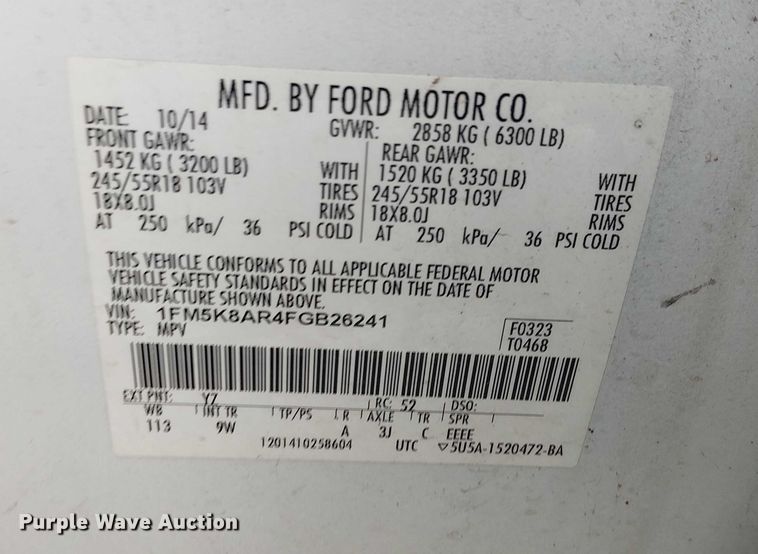 MFD. BY FORD MOTOR CO.
DATE: 10/14
GVWR: 2858 KG ( 6300 LB)
FRONT GAWR:
1452 KG ( 3200 LB) WITH
245/55R18 103V TIRES
18X8.0J RIMS
AT 250 kPa/ 36 PSI COLD
REAR GAWR:
1520 KG ( 3350 LB) WITH
245/55R18 103V TIRES
18X8.0J RIMS
AT 250 kPa/ 36 PSI COLD
THIS VEHICLE CONFORMS TO ALL APPLICABLE FEDERAL MOTOR
VEHICLE SAFETY STANDARDS IN EFFECT ON THE DATE OF
MANUFACTURE SHOWN ABOVE.
VIN: 1FM5K8AR4FGB26241
TYPE: MPV
F0323
T0468
EXT PNT: YZ RC: 52 DSO:
WB INT TR TP/PS R AXLE TR SPR
113 9W A 3J C EEEE
1201410258604 UTC ▽5U5A-1520472-BA
Purple Wave Auction